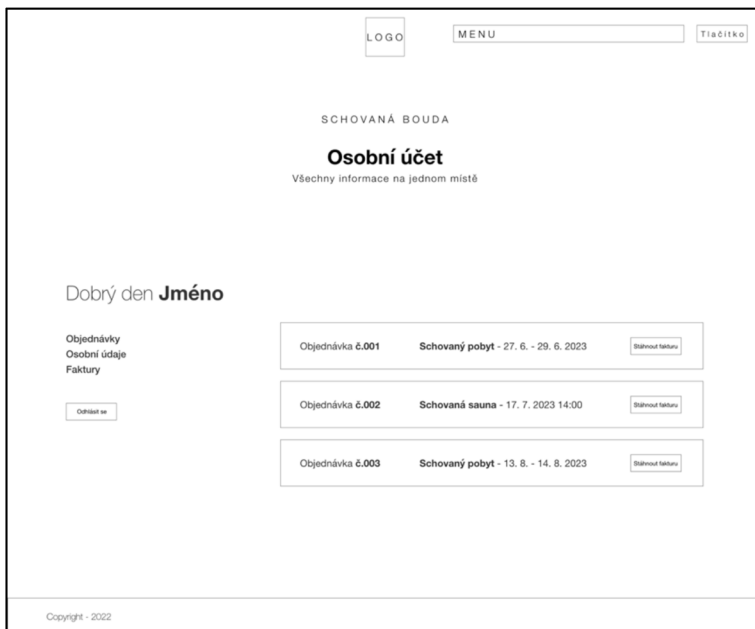 LOGO
MENU
Tlačítko
SCHOVANÁ BOUDA
Osobní účet
Všechny informace na jednom místě
Dobrý den Jméno
Objednávky
Osobní údaje
Faktury
Odhlásit se
Objednávka č.001 Schovaný pobyt - 27. 6. - 29. 6. 2023 Stáhnout fakturu
Objednávka č.002 Schovaná sauna - 17. 7. 2023 14:00 Stáhnout fakturu
Objednávka č.003 Schovaný pobyt - 13. 8. - 14. 8. 2023 Stáhnout fakturu
Copyright - 2022